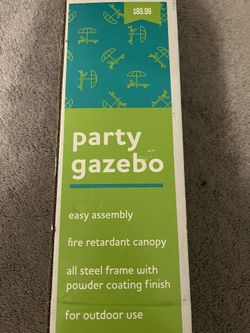 $89.99
party
gazebo
easy assembly
fire retardant canopy
all steel frame with
powder coating finish
for outdoor use